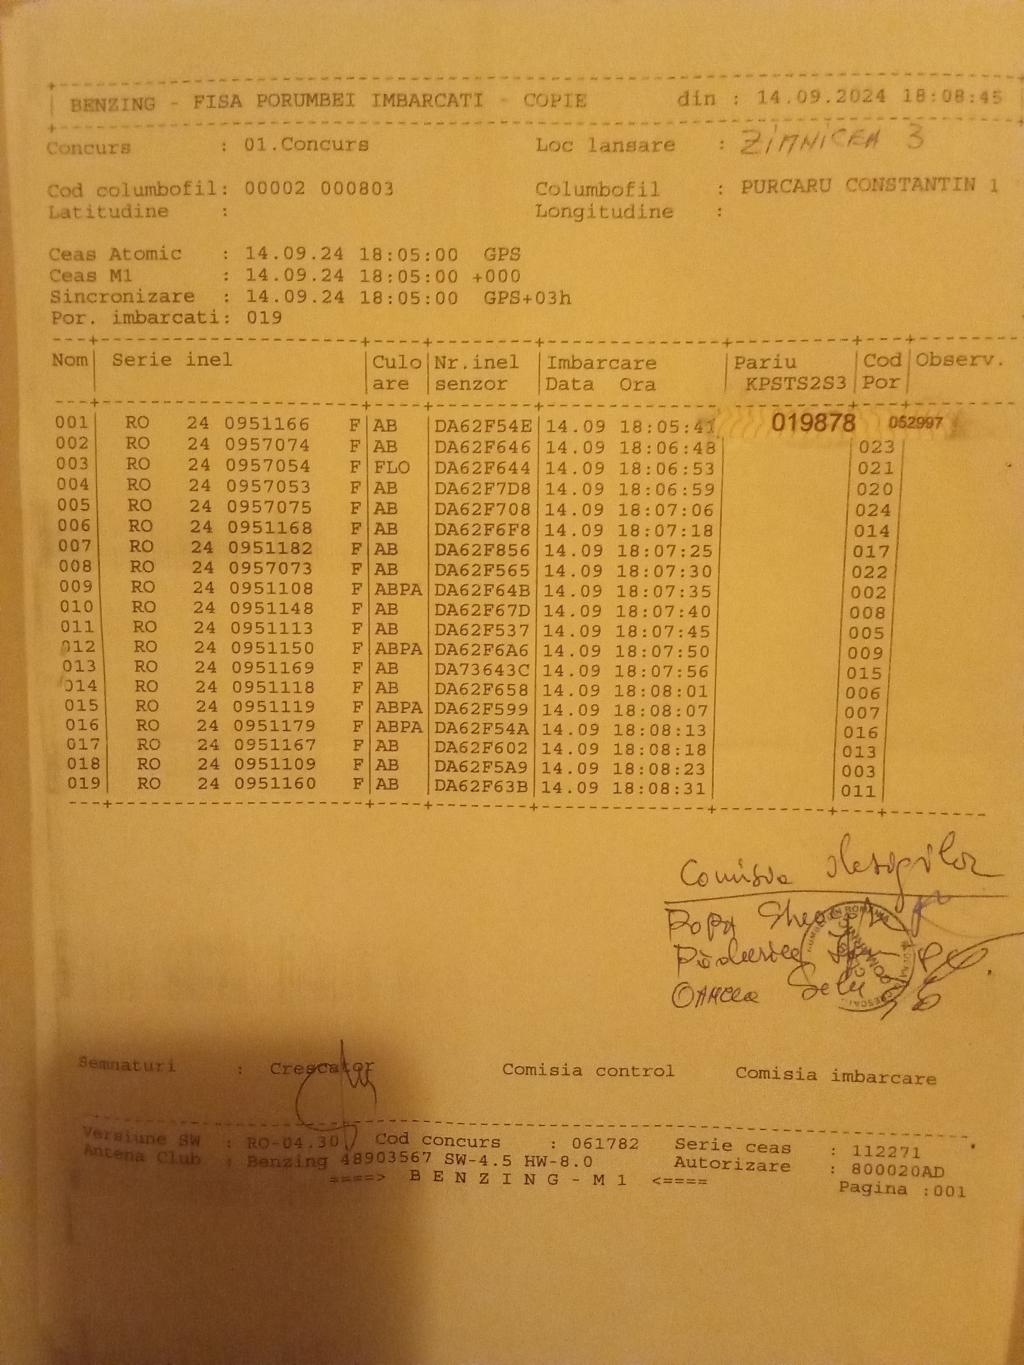 BENZING - FISA PORUMBEI IMBARCATI - COPIE din : 14.09.2024 18:08:45
Concurs : 01.Concurs Loc lansare : ZIMNICEA 3
Cod columbofil: 00002 000803 Columbofil : PURCARU CONSTANTIN 1
Latitudine : Longitudine :
Ceas Atomic : 14.09.24 18:05:00 GPS
Ceas M1 : 14.09.24 18:05:00 +000
Sincronizare : 14.09.24 18:05:00 GPS+03h
Por. imbarcati: 019
Nom Serie inel Culo Nr.inel Imbarcare Pariu Cod Observ.
are senzor Data Ora KPSTS2S3 Por
001 RO 24 0951166 F AB DA62F54E 14.09 18:05:41 019878 052997
002 RO 24 0957074 F AB DA62F646 14.09 18:06:48 023
003 RO 24 0957054 F FLO DA62F644 14.09 18:06:53 021
004 RO 24 0957053 F AB DA62F7D8 14.09 18:06:59 020
005 RO 24 0957075 F AB DA62F708 14.09 18:07:06 024
006 RO 24 0951168 F AB DA62F6F8 14.09 18:07:18 014
007 RO 24 0951182 F AB DA62F856 14.09 18:07:25 017
008 RO 24 0957073 F AB DA62F565 14.09 18:07:30 022
009 RO 24 0951108 F ABPA DA62F64B 14.09 18:07:35 002
010 RO 24 0951148 F AB DA62F67D 14.09 18:07:40 008
011 RO 24 0951113 F AB DA62F537 14.09 18:07:45 005
012 RO 24 0951150 F ABPA DA62F6A6 14.09 18:07:50 009
013 RO 24 0951169 F AB DA73643C 14.09 18:07:56 015
014 RO 24 0951118 F AB DA62F658 14.09 18:08:01 006
015 RO 24 0951119 F ABPA DA62F599 14.09 18:08:07 007
016 RO 24 0951179 F ABPA DA62F54A 14.09 18:08:13 016
017 RO 24 0951167 F AB DA62F602 14.09 18:08:18 013
018 RO 24 0951109 F AB DA62F5A9 14.09 18:08:23 003
019 RO 24 0951160 F AB DA62F63B 14.09 18:08:31 011
Comisia
Popa
Semnaturi : Crescator Comisia control Comisia imbarcare
Versiune SW : RO-04.30 Cod concurs : 061782 Serie ceas : 112271
Antena Club : Benzing 48903567 SW-4.5 HW-8.0 Autorizare : 800020AD
====> B E N Z I N G - M 1 <==== Pagina :001